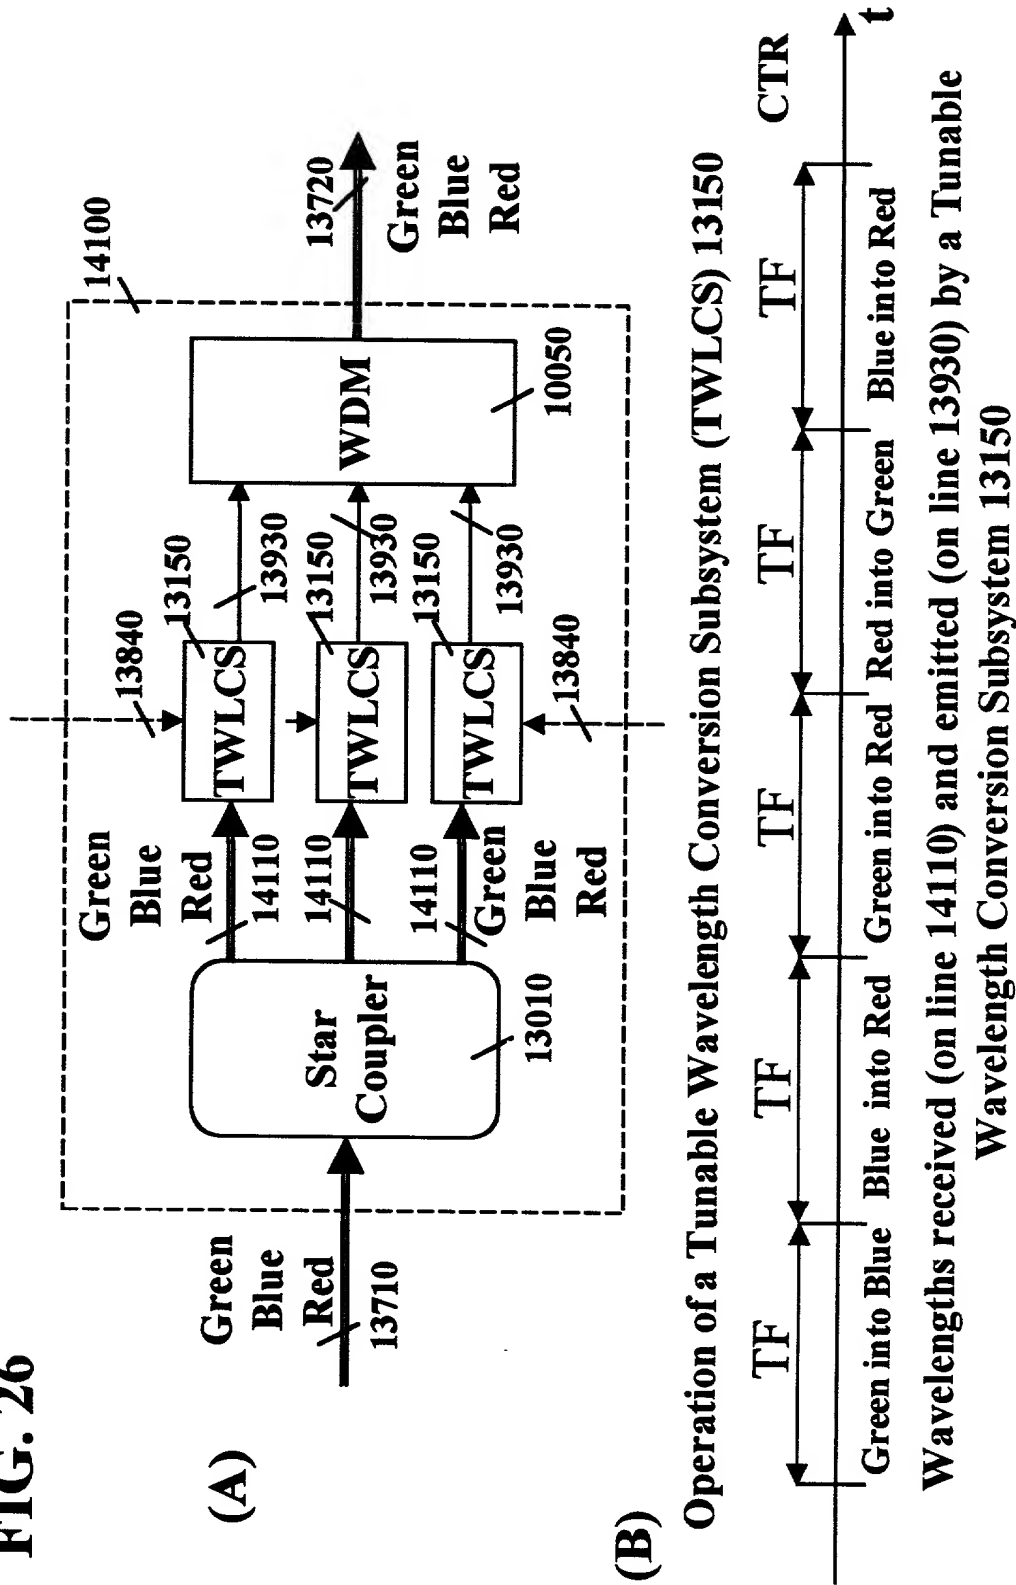 FIG. 26
(A)
14100
13840
Green
Blue
Red
13710
Star
Coupler
13010
Green
Blue
Red
14110
14110
14110
Green
Blue
Red
TWLCS
13150
13930
TWLCS
13150
13930
TWLCS
13150
13930
13840
WDM
10050
13720
Green
Blue
Red
(B)
Operation of a Tunable Wavelength Conversion Subsystem (TWLCS) 13150
TF
TF
TF
TF
TF
CTR
t
Green into Blue
Blue into Red
Green into Red
Red into Green
Blue into Red
Wavelengths received (on line 14110) and emitted (on line 13930) by a Tunable
Wavelength Conversion Subsystem 13150